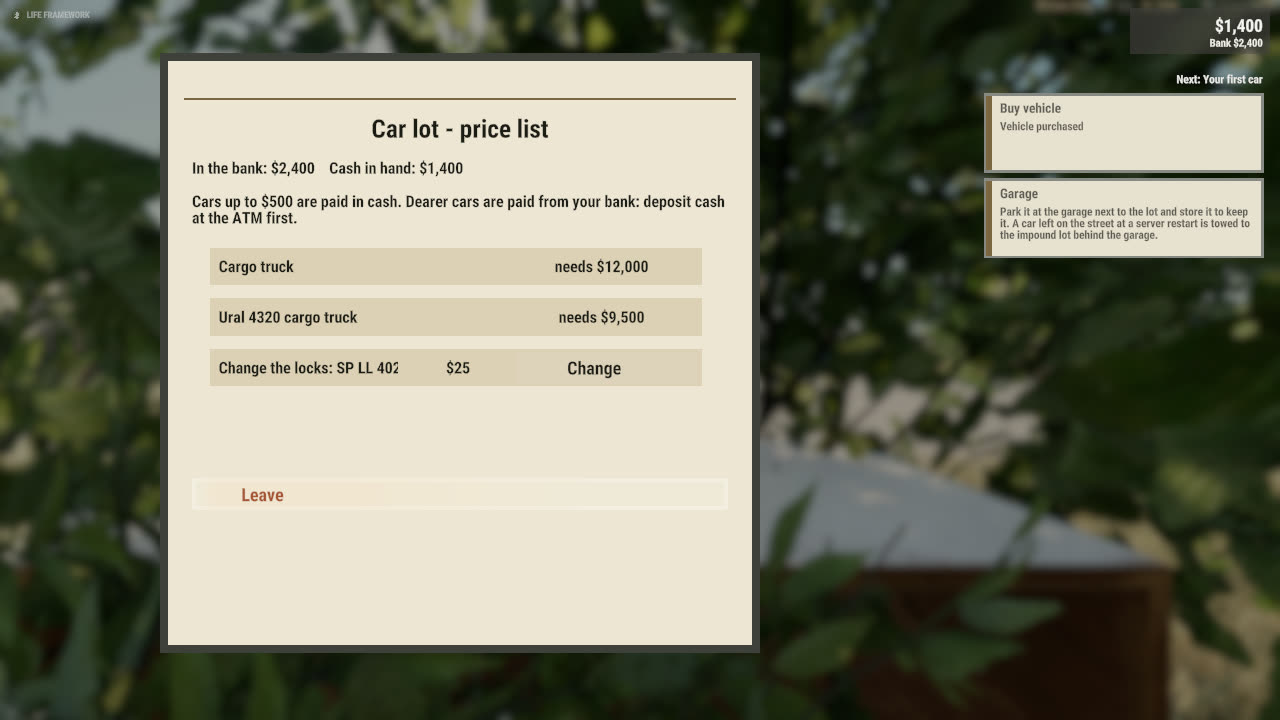 LIFE FRAMEWORK
$1,400
Bank $2,400
Next: Your first car
Buy vehicle
Vehicle purchased
Garage
Park it at the garage next to the lot and store it to keep
it. A car left on the street at a server restart is towed to
the impound lot behind the garage.
Car lot - price list
In the bank: $2,400 Cash in hand: $1,400
Cars up to $500 are paid in cash. Dearer cars are paid from your bank: deposit cash
at the ATM first.
Cargo truck needs $12,000
Ural 4320 cargo truck needs $9,500
Change the locks: SP LL 402 $25 Change
Leave